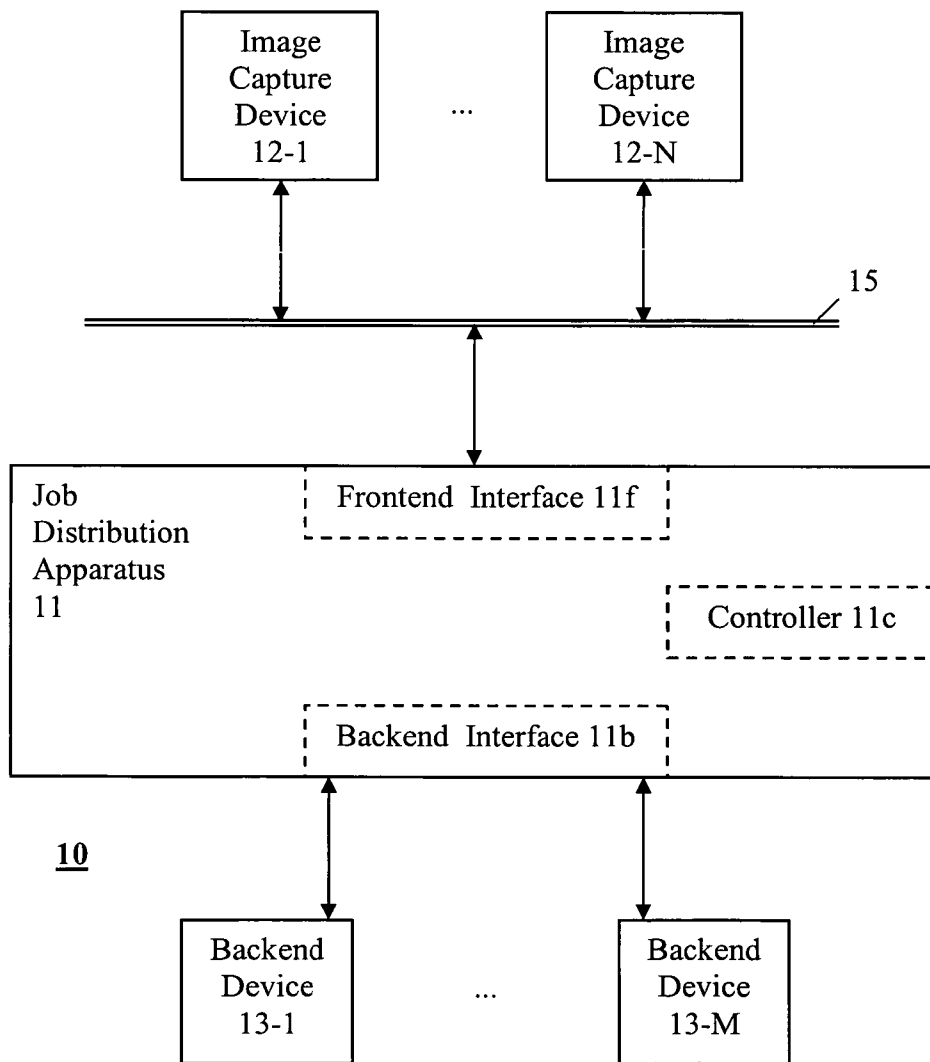 Image
Capture
Device
12-1
...
Image
Capture
Device
12-N
15
Job
Distribution
Apparatus
11
Frontend Interface 11f
Controller 11c
Backend Interface 11b
10
Backend
Device
13-1
...
Backend
Device
13-M